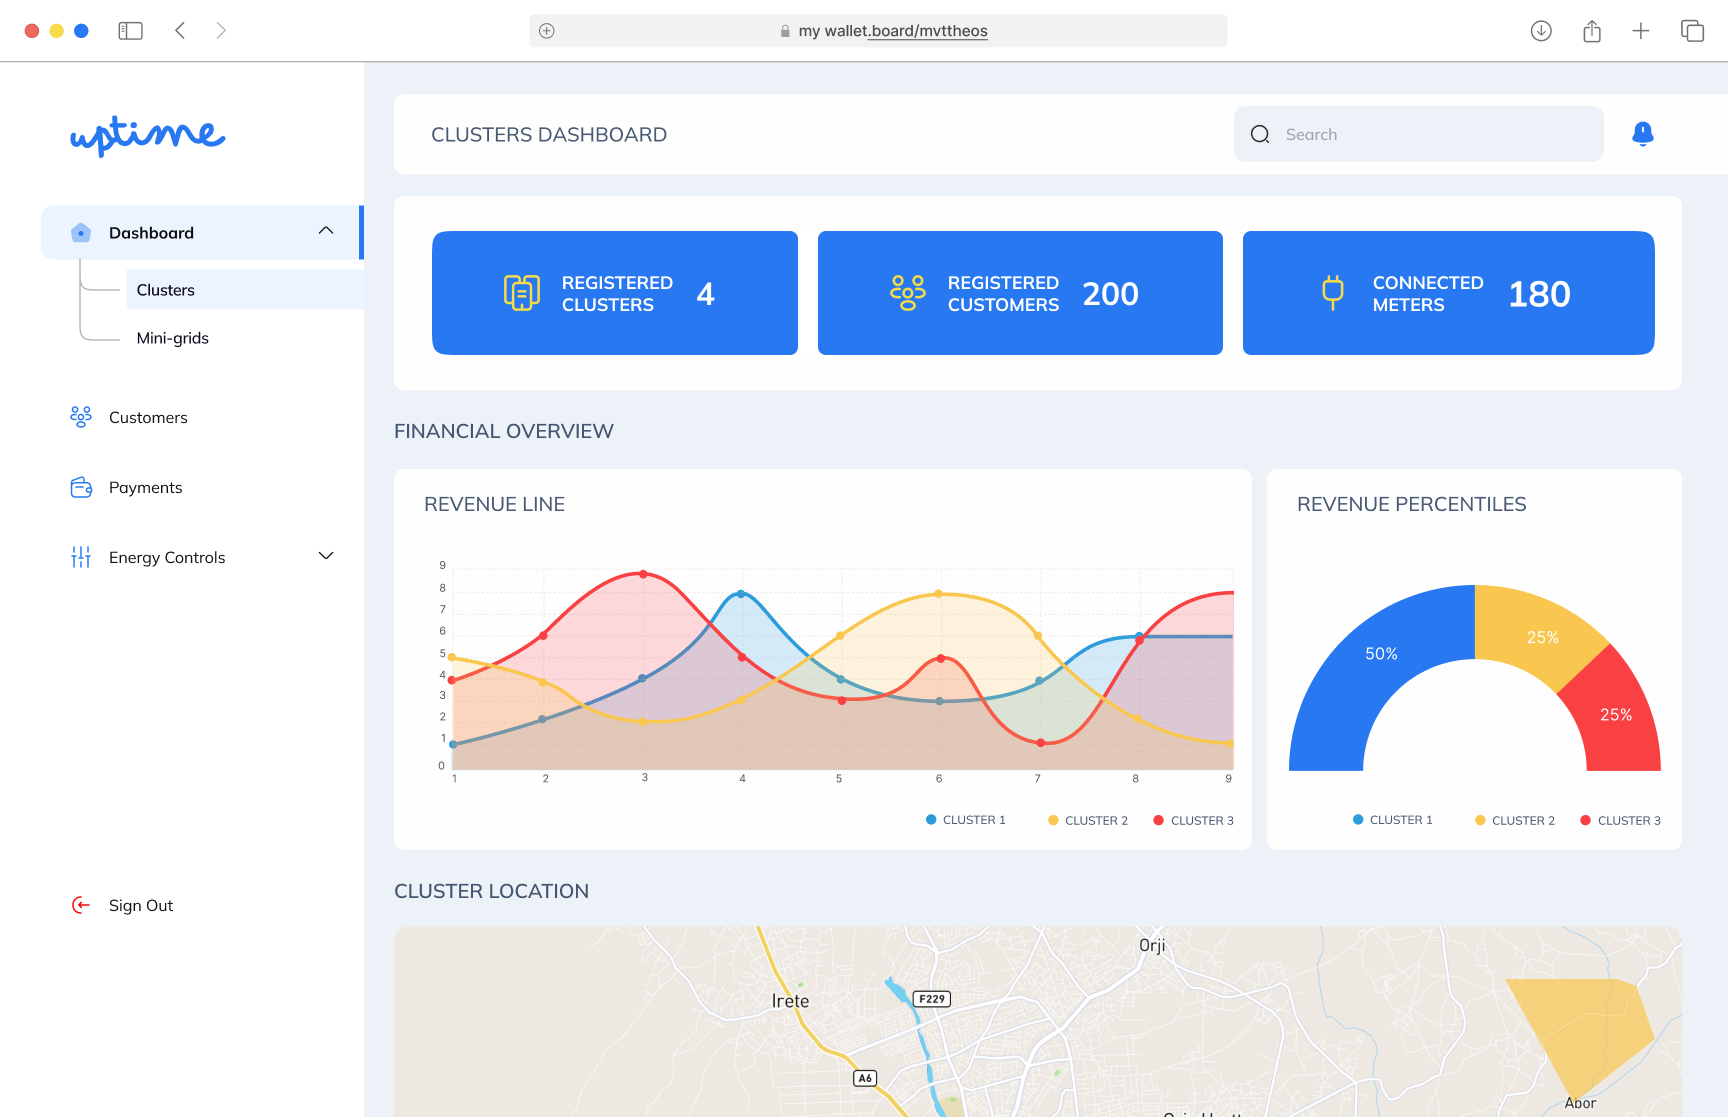 my wallet.board/mvttheos
uptime
CLUSTERS DASHBOARD
Search
Dashboard
Clusters
Mini-grids
Customers
Payments
Energy Controls
Sign Out
REGISTERED
CLUSTERS
4
REGISTERED
CUSTOMERS
200
CONNECTED
METERS
180
FINANCIAL OVERVIEW
REVENUE LINE
9
8
7
6
5
4
3
2
1
0
1 2 3 4 5 6 7 8 9
CLUSTER 1 CLUSTER 2 CLUSTER 3
REVENUE PERCENTILES
50%
25%
25%
CLUSTER 1 CLUSTER 2 CLUSTER 3
CLUSTER LOCATION
Orji
Irete
F229
A6
Abor